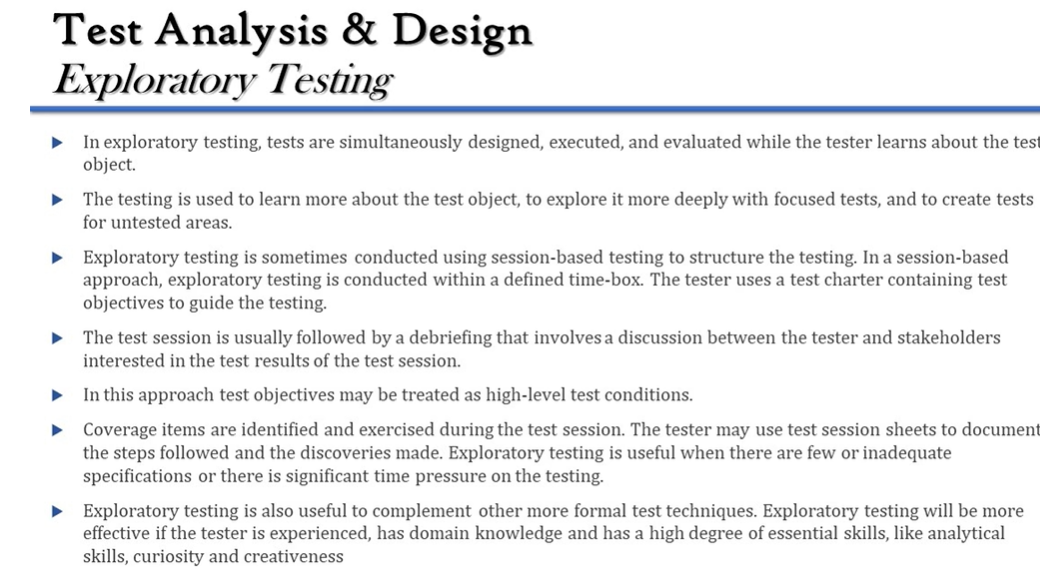 Test Analysis & Design
Exploratory Testing
In exploratory testing, tests are simultaneously designed, executed, and evaluated while the tester learns about the test
object.
The testing is used to learn more about the test object, to explore it more deeply with focused tests, and to create tests
for untested areas.
Exploratory testing is sometimes conducted using session-based testing to structure the testing. In a session-based
approach, exploratory testing is conducted within a defined time-box. The tester uses a test charter containing test
objectives to guide the testing.
The test session is usually followed by a debriefing that involves a discussion between the tester and stakeholders
interested in the test results of the test session.
In this approach test objectives may be treated as high-level test conditions.
Coverage items are identified and exercised during the test session. The tester may use test session sheets to document
the steps followed and the discoveries made. Exploratory testing is useful when there are few or inadequate
specifications or there is significant time pressure on the testing.
Exploratory testing is also useful to complement other more formal test techniques. Exploratory testing will be more
effective if the tester is experienced, has domain knowledge and has a high degree of essential skills, like analytical
skills, curiosity and creativeness